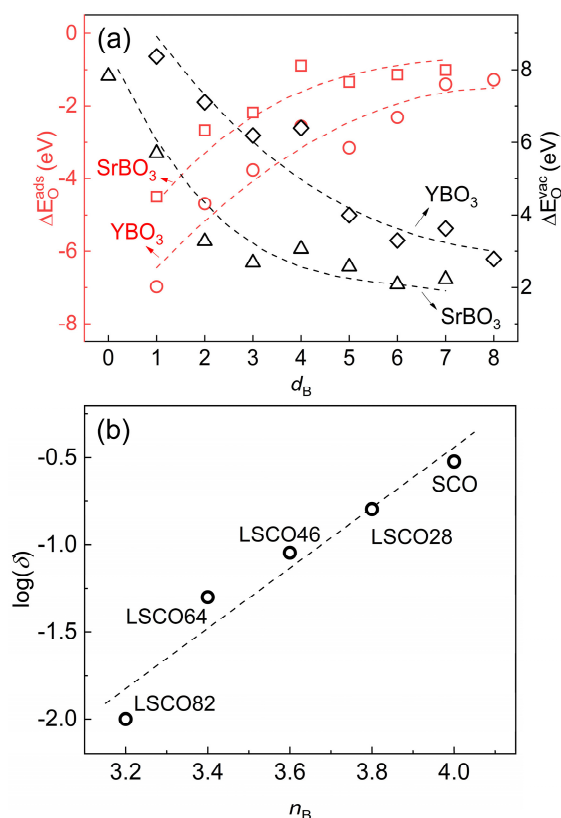 (a)
0
-2
-4
-6
-8
ΔE_O^ads (eV)
8
6
4
2
ΔE_O^vac (eV)
SrBO₃
YBO₃
YBO₃
SrBO₃
0 1 2 3 4 5 6 7 8
d_B
(b)
-0.5
-1.0
-1.5
-2.0
log(δ)
SCO
LSCO46
LSCO28
LSCO64
LSCO82
3.2 3.4 3.6 3.8 4.0
n_B